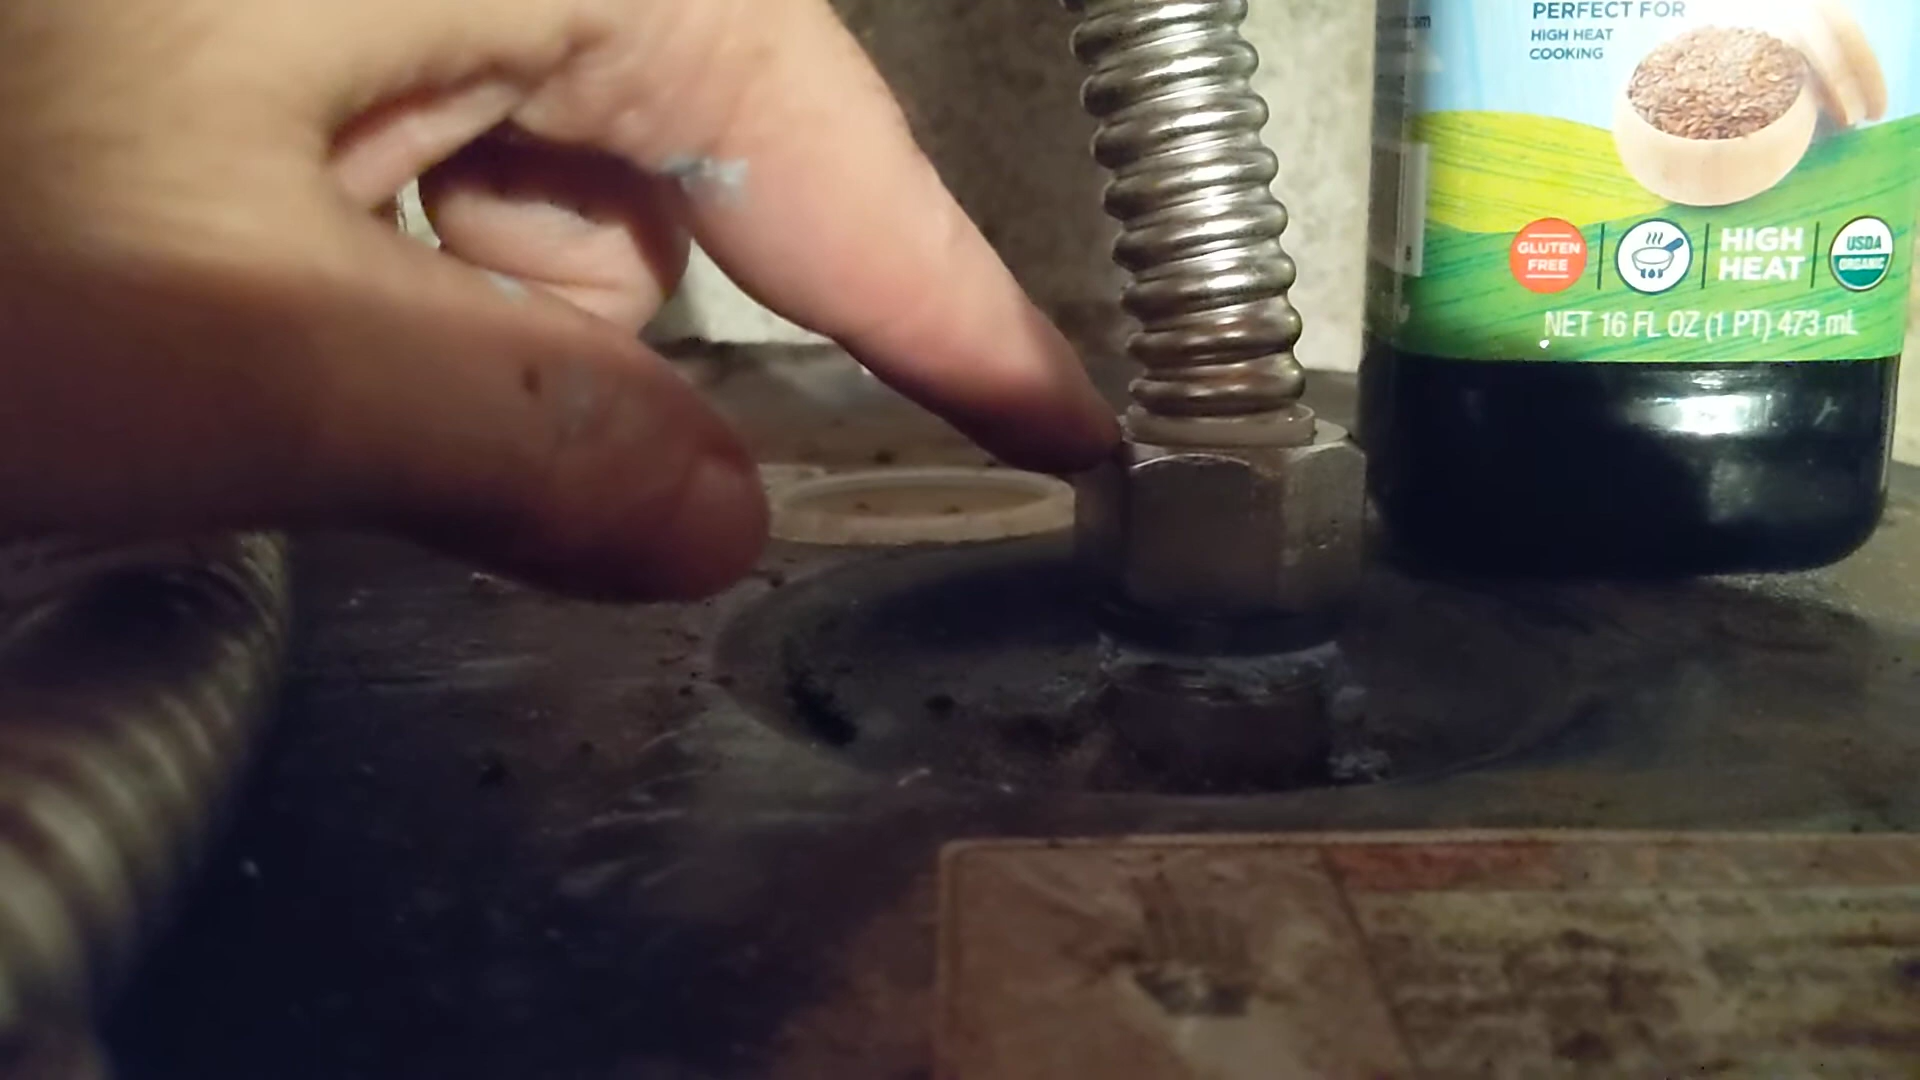 PERFECT FOR
HIGH HEAT
COOKING
GLUTEN
FREE
HIGH
HEAT
USDA
ORGANIC
NET 16 FL OZ (1 PT) 473 mL